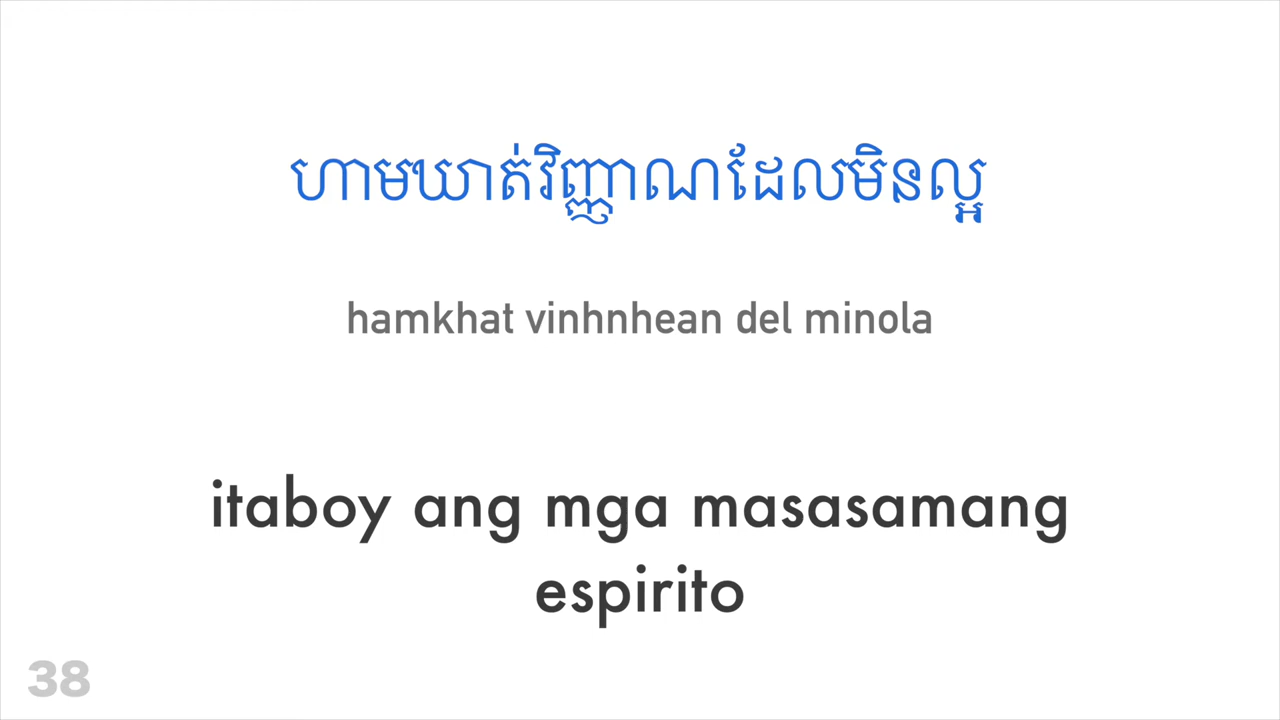 ហាមឃាត់វិញ្ញាណដែលមិនល្អ
hamkhat vinhnhean del minola
itaboy ang mga masasamang
espirito
38